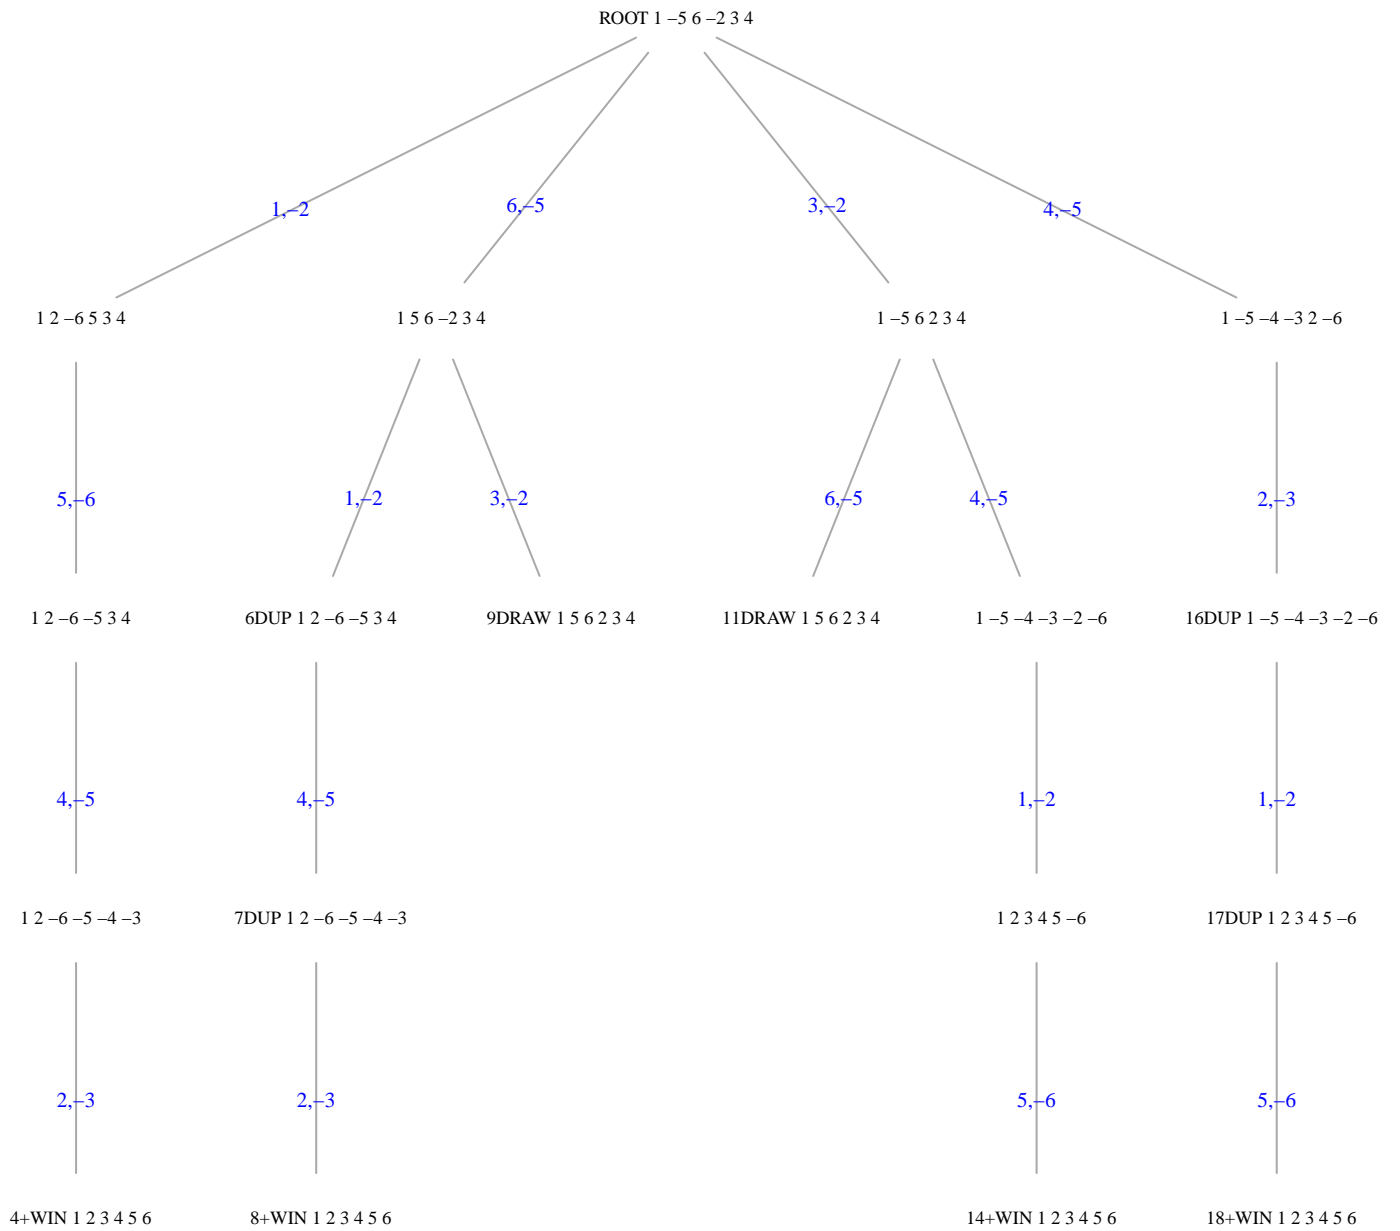 ROOT 1 –5 6 –2 3 4
1,–2
6,–5
3,–2
4,–5
1 2 –6 5 3 4
1 5 6 –2 3 4
1 –5 6 2 3 4
1 –5 –4 –3 2 –6
5,–6
1,–2
3,–2
6,–5
4,–5
2,–3
1 2 –6 –5 3 4
6DUP 1 2 –6 –5 3 4
9DRAW 1 5 6 2 3 4
11DRAW 1 5 6 2 3 4
1 –5 –4 –3 –2 –6
16DUP 1 –5 –4 –3 –2 –6
4,–5
4,–5
1,–2
1,–2
1 2 –6 –5 –4 –3
7DUP 1 2 –6 –5 –4 –3
1 2 3 4 5 –6
17DUP 1 2 3 4 5 –6
2,–3
2,–3
5,–6
5,–6
4+WIN 1 2 3 4 5 6
8+WIN 1 2 3 4 5 6
14+WIN 1 2 3 4 5 6
18+WIN 1 2 3 4 5 6